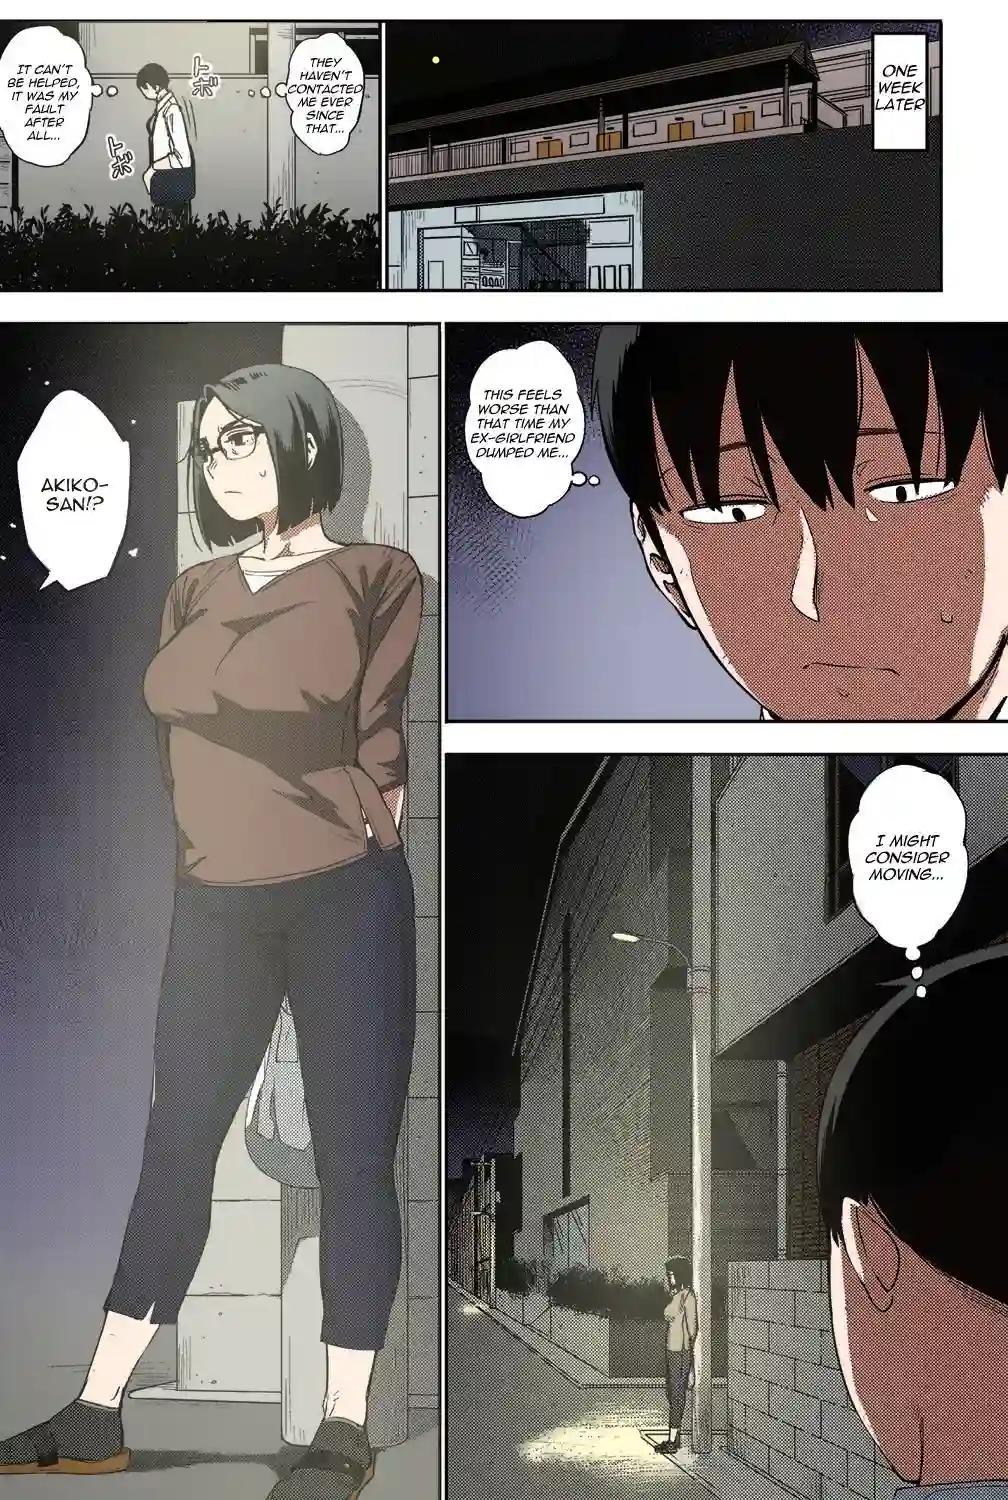 ONE
WEEK
LATER
THEY
HAVEN'T
CONTACTED
ME EVER
SINCE
THAT...
トボ
トボ
IT CAN'T
BE HELPED,
IT WAS MY
FAULT
AFTER
ALL...
THIS FEELS
WORSE THAN
THAT TIME MY
EX-GIRLFRIEND
DUMPED ME...
I MIGHT
CONSIDER
MOVING...
AKIKO-
SAN!?